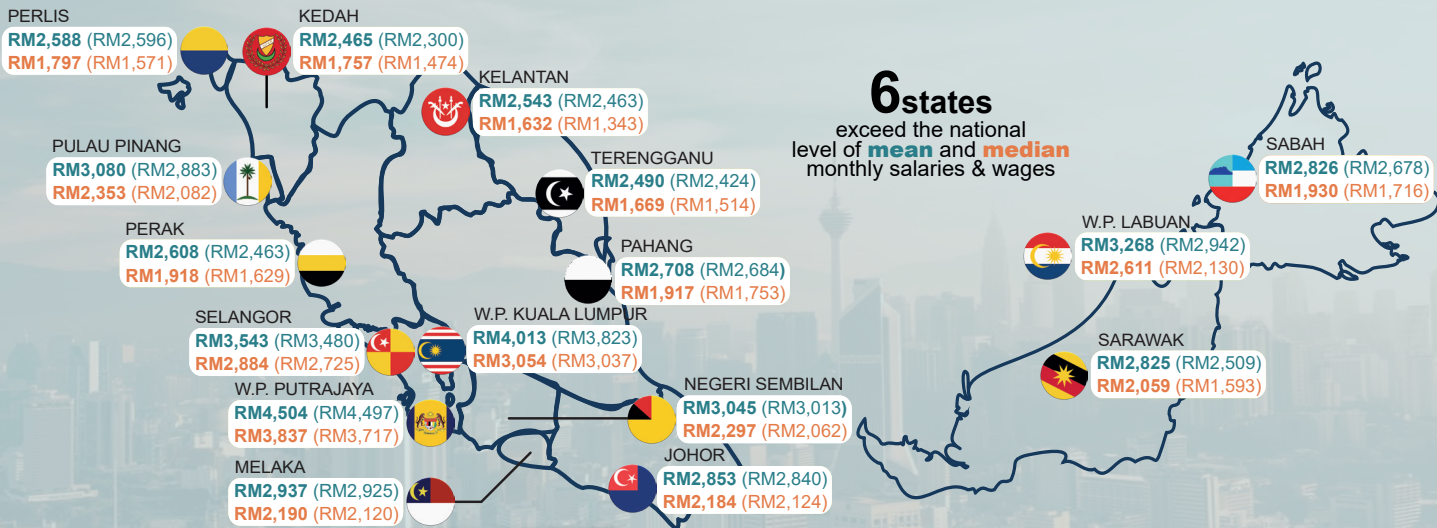 PERLIS
RM2,588 (RM2,596)
RM1,797 (RM1,571)
KEDAH
RM2,465 (RM2,300)
RM1,757 (RM1,474)
KELANTAN
RM2,543 (RM2,463)
RM1,632 (RM1,343)
PULAU PINANG
RM3,080 (RM2,883)
RM2,353 (RM2,082)
TERENGGANU
RM2,490 (RM2,424)
RM1,669 (RM1,514)
PERAK
RM2,608 (RM2,463)
RM1,918 (RM1,629)
PAHANG
RM2,708 (RM2,684)
RM1,917 (RM1,753)
SELANGOR
RM3,543 (RM3,480)
RM2,884 (RM2,725)
W.P. KUALA LUMPUR
RM4,013 (RM3,823)
RM3,054 (RM3,037)
W.P. PUTRAJAYA
RM4,504 (RM4,497)
RM3,837 (RM3,717)
NEGERI SEMBILAN
RM3,045 (RM3,013)
RM2,297 (RM2,062)
MELAKA
RM2,937 (RM2,925)
RM2,190 (RM2,120)
JOHOR
RM2,853 (RM2,840)
RM2,184 (RM2,124)
6states
exceed the national
level of mean and median
monthly salaries & wages
SABAH
RM2,826 (RM2,678)
RM1,930 (RM1,716)
W.P. LABUAN
RM3,268 (RM2,942)
RM2,611 (RM2,130)
SARAWAK
RM2,825 (RM2,509)
RM2,059 (RM1,593)